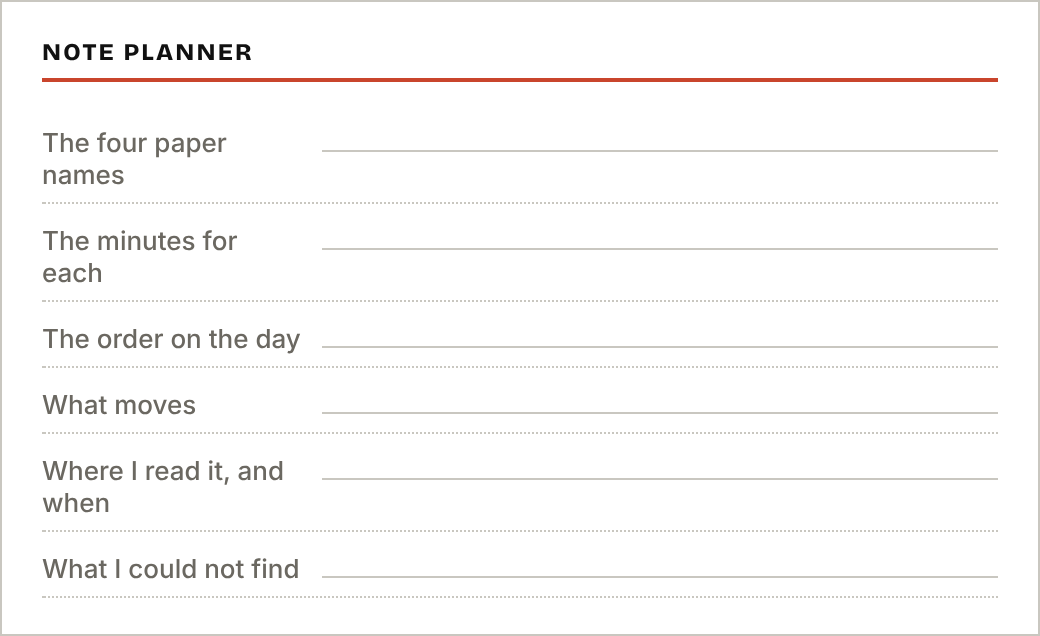 NOTE PLANNER
The four paper
names
The minutes for
each
The order on the day
What moves
Where I read it, and
when
What I could not find